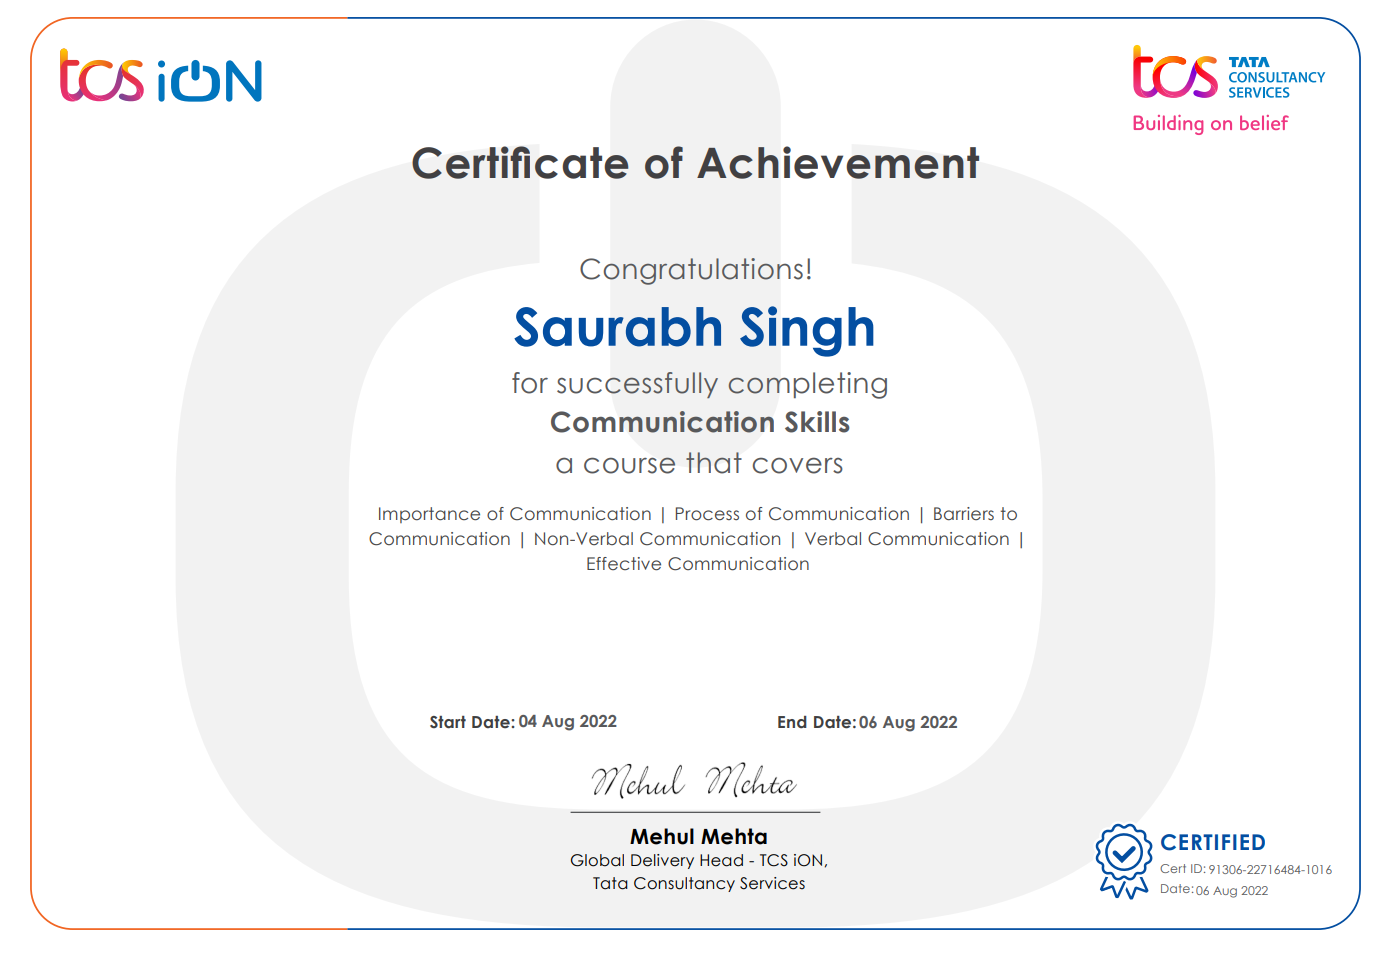 tcs iON
tcs TATA
CONSULTANCY
SERVICES
Building on belief
Certificate of Achievement
Congratulations!
Saurabh Singh
for successfully completing
Communication Skills
a course that covers
Importance of Communication | Process of Communication | Barriers to
Communication | Non-Verbal Communication | Verbal Communication |
Effective Communication
Start Date: 04 Aug 2022 End Date: 06 Aug 2022
Mehul Mehta
Mehul Mehta
Global Delivery Head - TCS iON,
Tata Consultancy Services
CERTIFIED
Cert ID: 91306-22716484-1016
Date: 06 Aug 2022